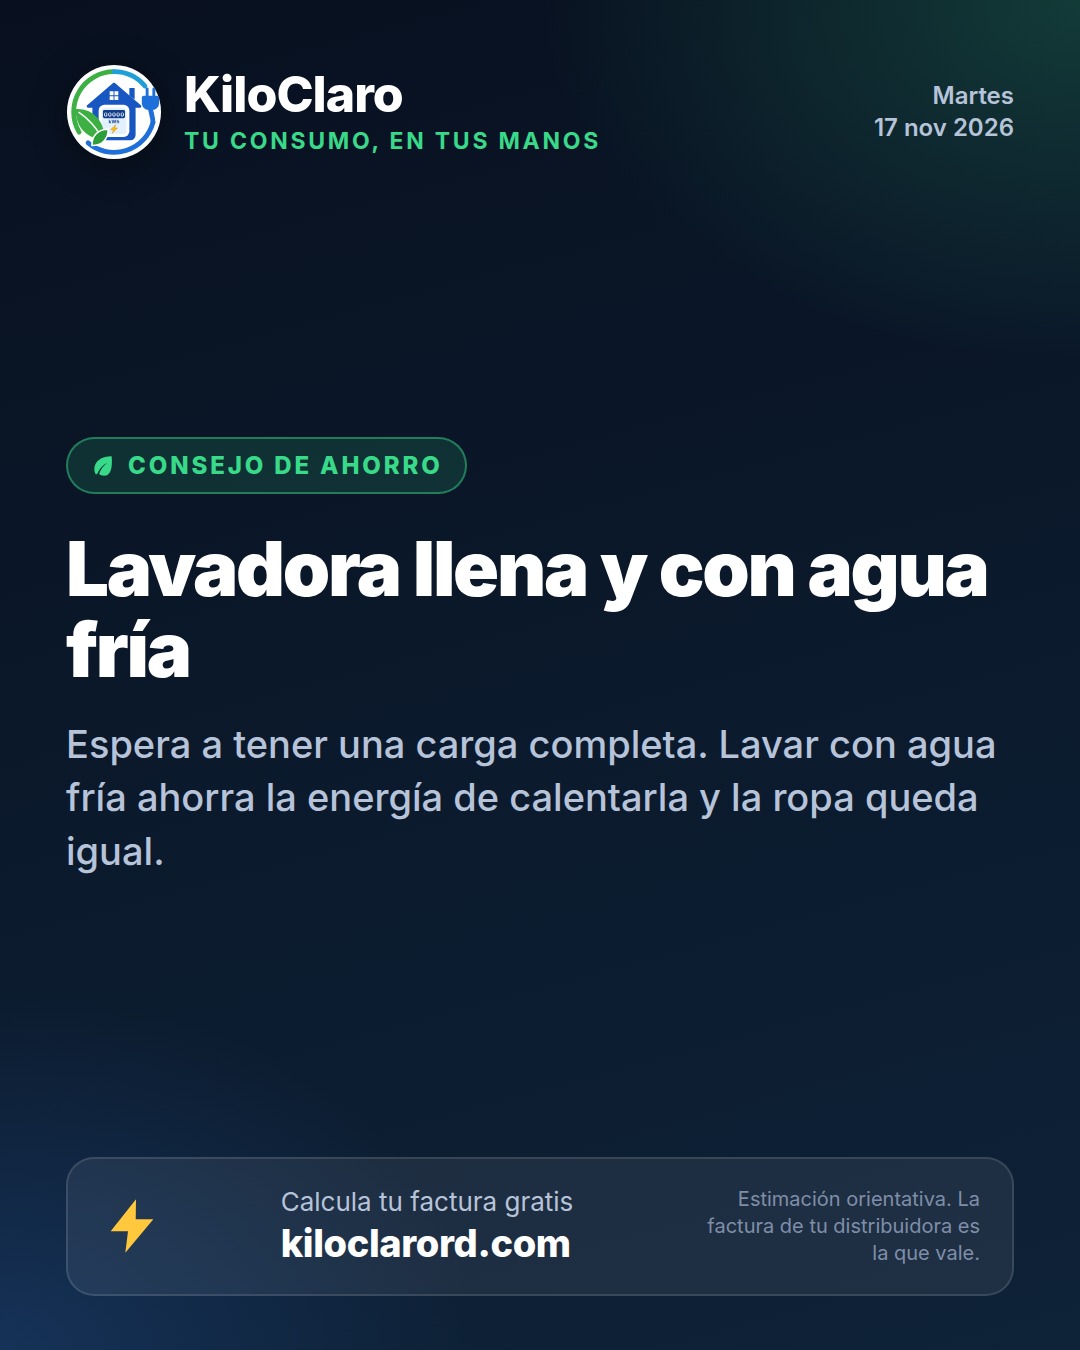 KiloClaro
TU CONSUMO, EN TUS MANOS
Martes
17 nov 2026
CONSEJO DE AHORRO
Lavadora llena y con agua
fría
Espera a tener una carga completa. Lavar con agua
fría ahorra la energía de calentarla y la ropa queda
igual.
Calcula tu factura gratis
kiloclarord.com
Estimación orientativa. La
factura de tu distribuidora es
la que vale.